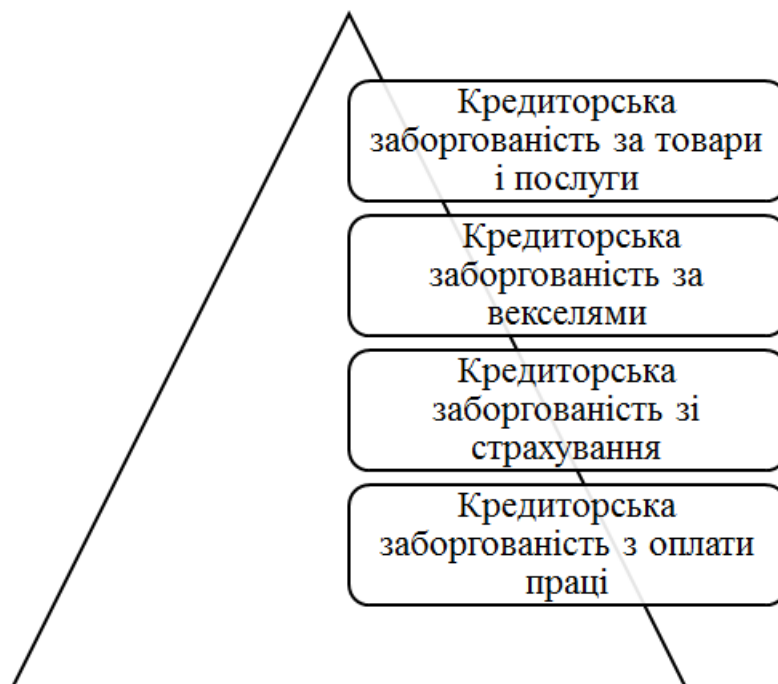 Кредиторська
заборгованість за товари
і послуги
Кредиторська
заборгованість за
векселями
Кредиторська
заборгованість зі
страхування
Кредиторська
заборгованість з оплати
праці